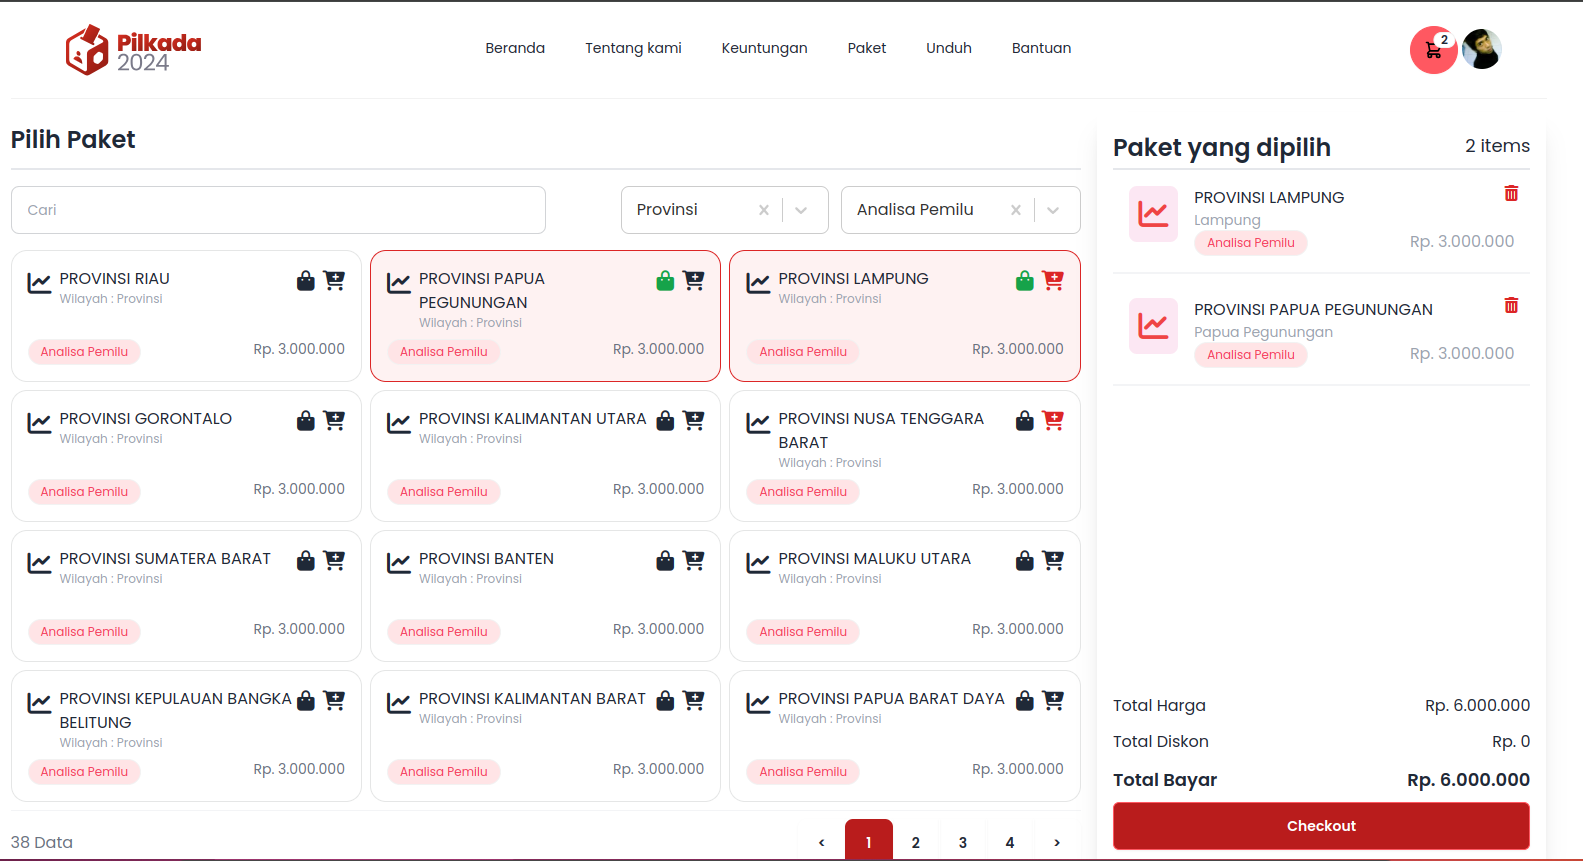 Pilkada
2024
Beranda Tentang kami Keuntungan Paket Unduh Bantuan
2
Pilih Paket
Cari
Provinsi
Analisa Pemilu
PROVINSI RIAU
Wilayah : Provinsi
Analisa Pemilu Rp. 3.000.000
PROVINSI PAPUA
PEGUNUNGAN
Wilayah : Provinsi
Analisa Pemilu Rp. 3.000.000
PROVINSI LAMPUNG
Wilayah : Provinsi
Analisa Pemilu Rp. 3.000.000
PROVINSI GORONTALO
Wilayah : Provinsi
Analisa Pemilu Rp. 3.000.000
PROVINSI KALIMANTAN UTARA
Wilayah : Provinsi
Analisa Pemilu Rp. 3.000.000
PROVINSI NUSA TENGGARA
BARAT
Wilayah : Provinsi
Analisa Pemilu Rp. 3.000.000
PROVINSI SUMATERA BARAT
Wilayah : Provinsi
Analisa Pemilu Rp. 3.000.000
PROVINSI BANTEN
Wilayah : Provinsi
Analisa Pemilu Rp. 3.000.000
PROVINSI MALUKU UTARA
Wilayah : Provinsi
Analisa Pemilu Rp. 3.000.000
PROVINSI KEPULAUAN BANGKA
BELITUNG
Wilayah : Provinsi
Analisa Pemilu Rp. 3.000.000
PROVINSI KALIMANTAN BARAT
Wilayah : Provinsi
Analisa Pemilu Rp. 3.000.000
PROVINSI PAPUA BARAT DAYA
Wilayah : Provinsi
Analisa Pemilu Rp. 3.000.000
38 Data
< 1 2 3 4 >
Paket yang dipilih 2 items
PROVINSI LAMPUNG
Lampung
Analisa Pemilu Rp. 3.000.000
PROVINSI PAPUA PEGUNUNGAN
Papua Pegunungan
Analisa Pemilu Rp. 3.000.000
Total Harga Rp. 6.000.000
Total Diskon Rp. 0
Total Bayar Rp. 6.000.000
Checkout